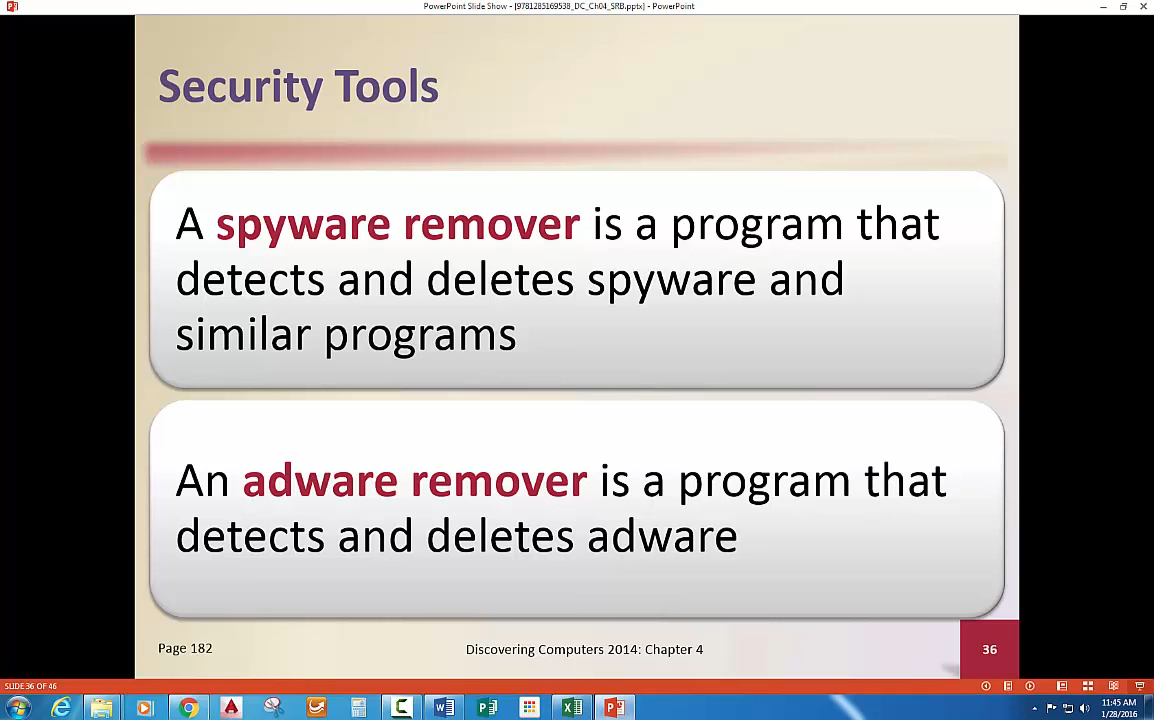 PowerPoint Slide Show - [9781285169538_DC_Ch04_SRB.pptx] - PowerPoint
Security Tools
A spyware remover is a program that
detects and deletes spyware and
similar programs
An adware remover is a program that
detects and deletes adware
Page 182
Discovering Computers 2014: Chapter 4
36
SLIDE 36 OF 46
11:45 AM
1/28/2016